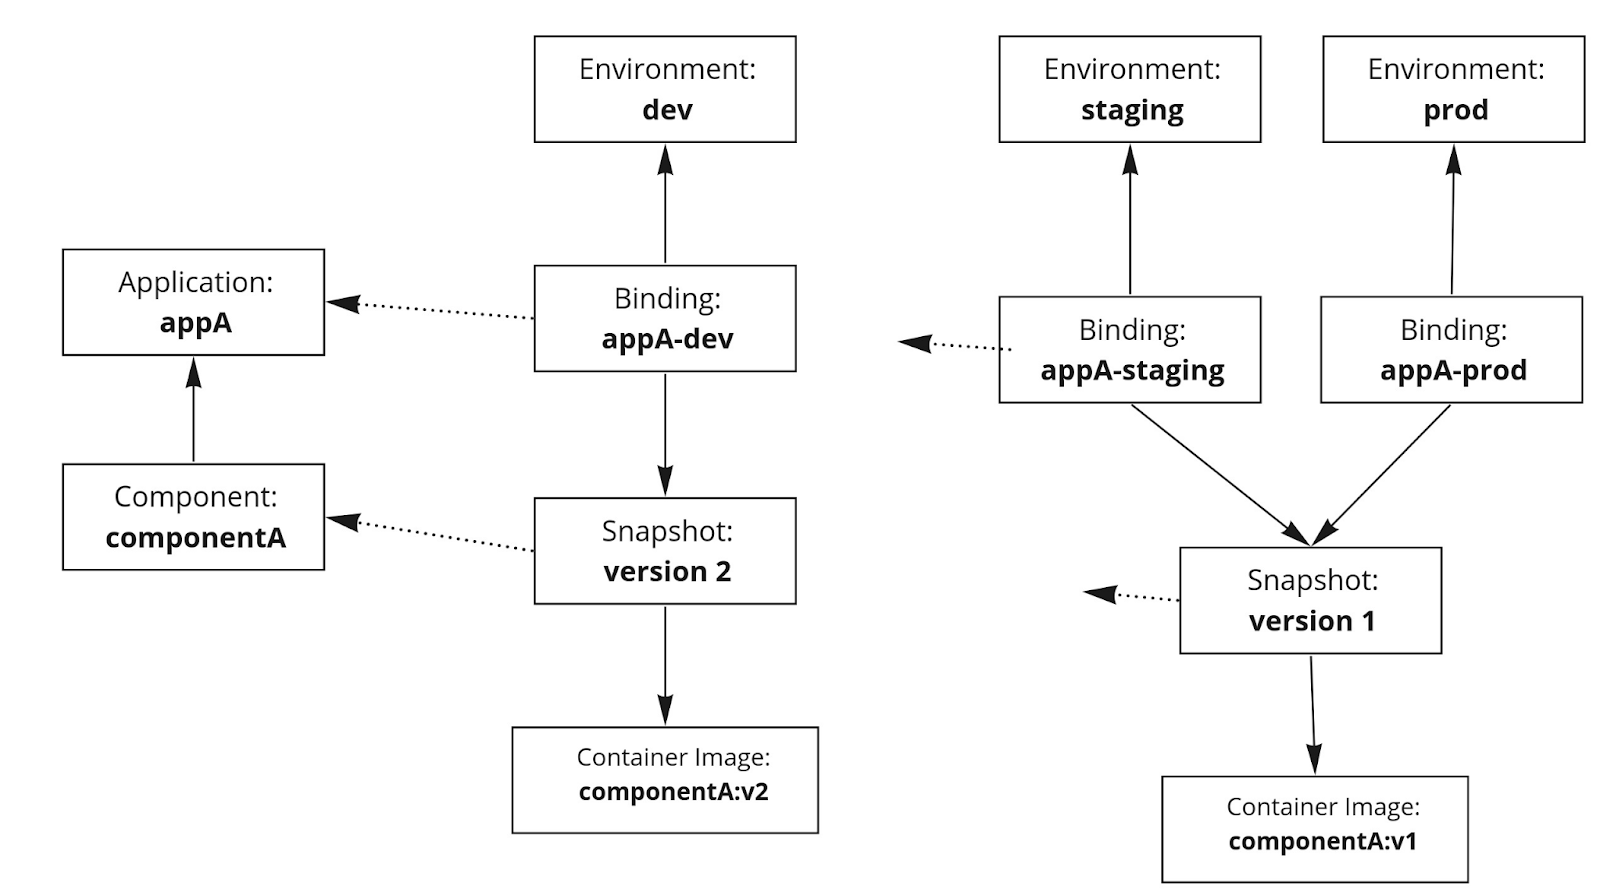 Environment:
dev
Environment:
staging
Environment:
prod
Application:
appA
Binding:
appA-dev
Binding:
appA-staging
Binding:
appA-prod
Component:
componentA
Snapshot:
version 2
Snapshot:
version 1
Container Image:
componentA:v2
Container Image:
componentA:v1